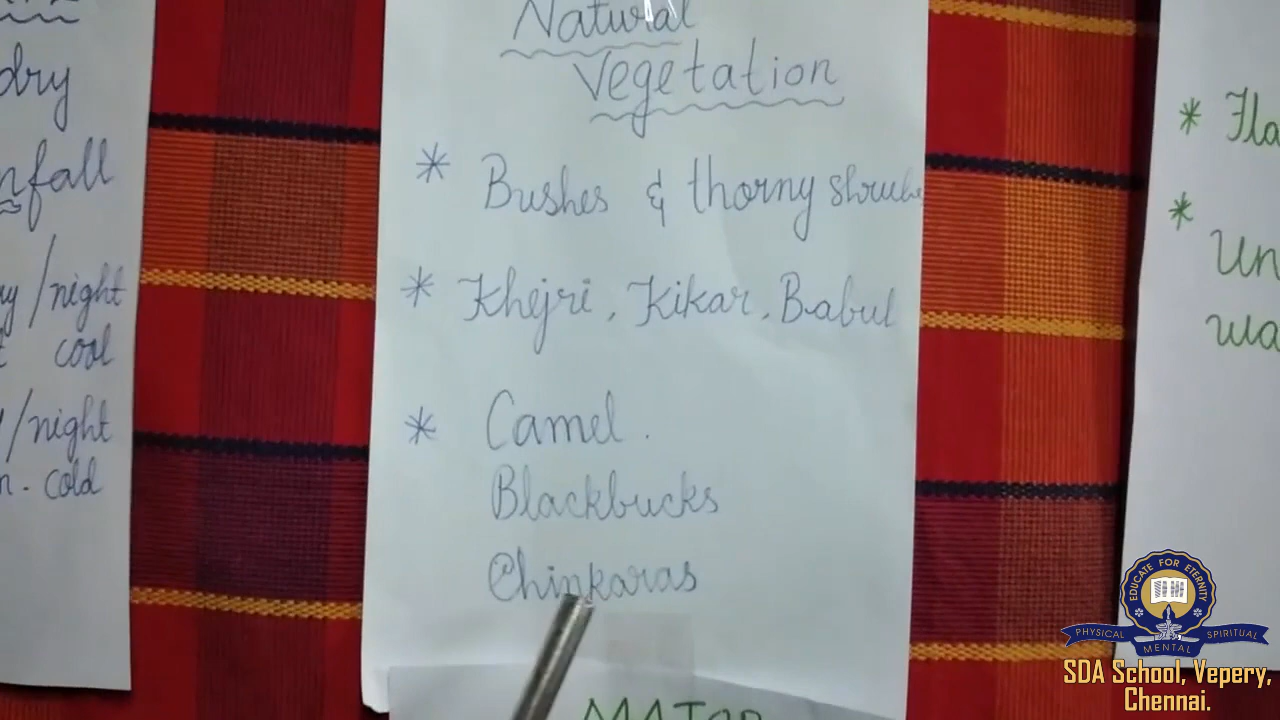 dry
nfall
/night
cool
/night
cold
Natural
Vegetation
* Bushes & thorny shrubs
* Khejri, Kikar, Babul
* Camel.
Blackbucks
Chinkaras
MAJOR
* Fla
* Un
wa
EDUCATE FOR ETERNITY
PHYSICAL MENTAL SPIRITUAL
SDA School, Vepery,
Chennai.